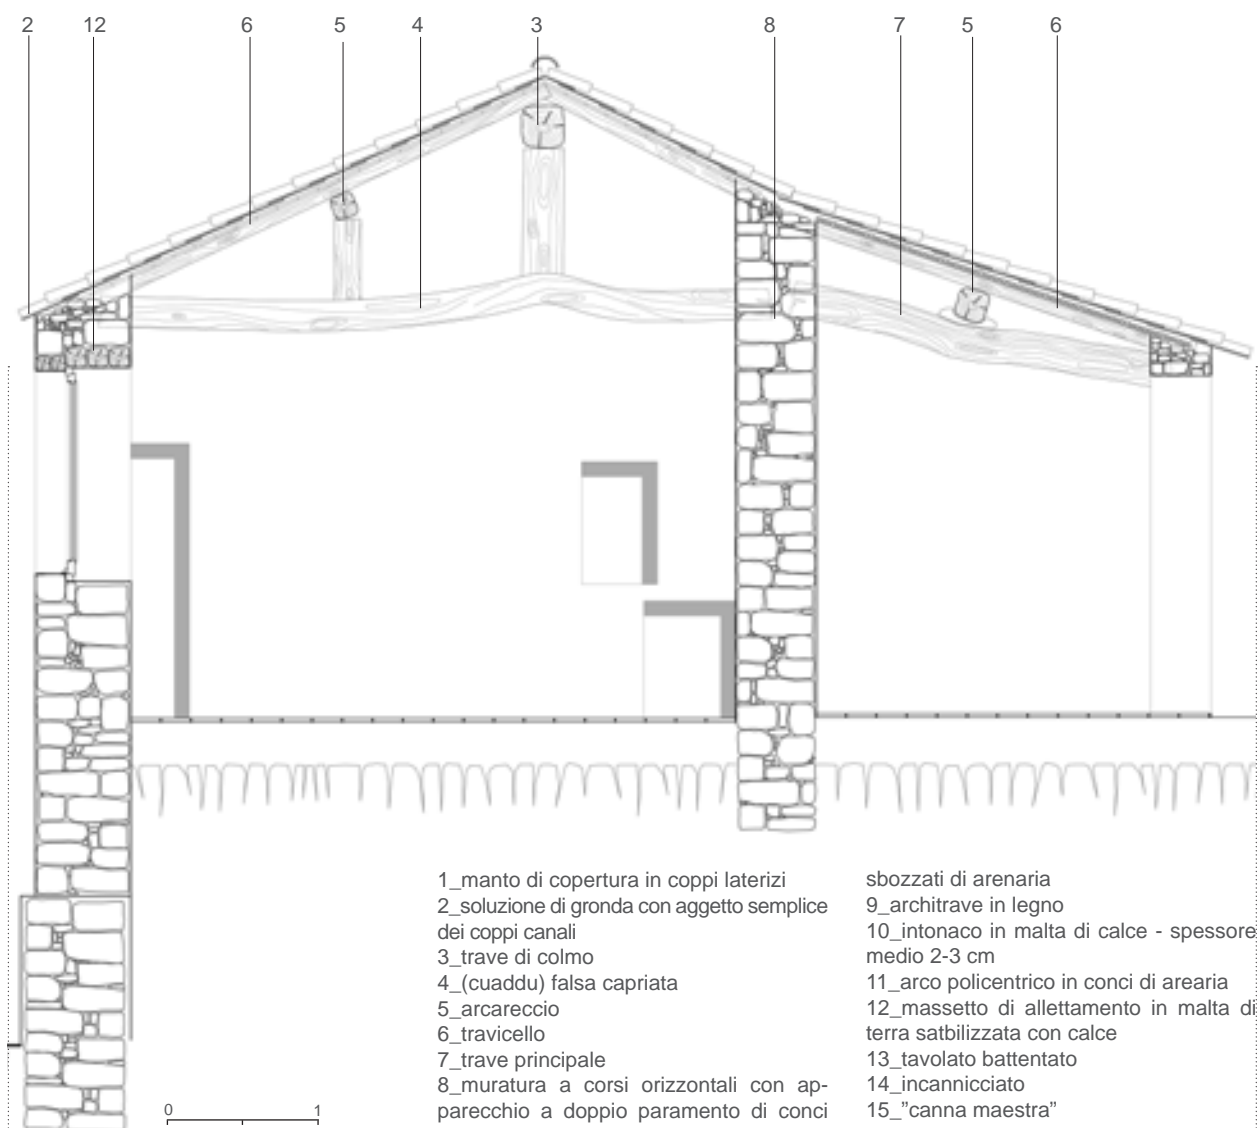 2 12 6 5 4 3 8 7 5 6
1_manto di copertura in coppi laterizi
2_soluzione di gronda con aggetto semplice
dei coppi canali
3_trave di colmo
4_(cuaddu) falsa capriata
5_arcareccio
6_travicello
7_trave principale
8_muratura a corsi orizzontali con ap-
parecchio a doppio paramento di conci
sbozzati di arenaria
9_architrave in legno
10_intonaco in malta di calce - spessore
medio 2-3 cm
11_arco policentrico in conci di arearia
12_massetto di allettamento in malta di
terra satbilizzata con calce
13_tavolato battentato
14_incannicciato
15_"canna maestra"
0 1